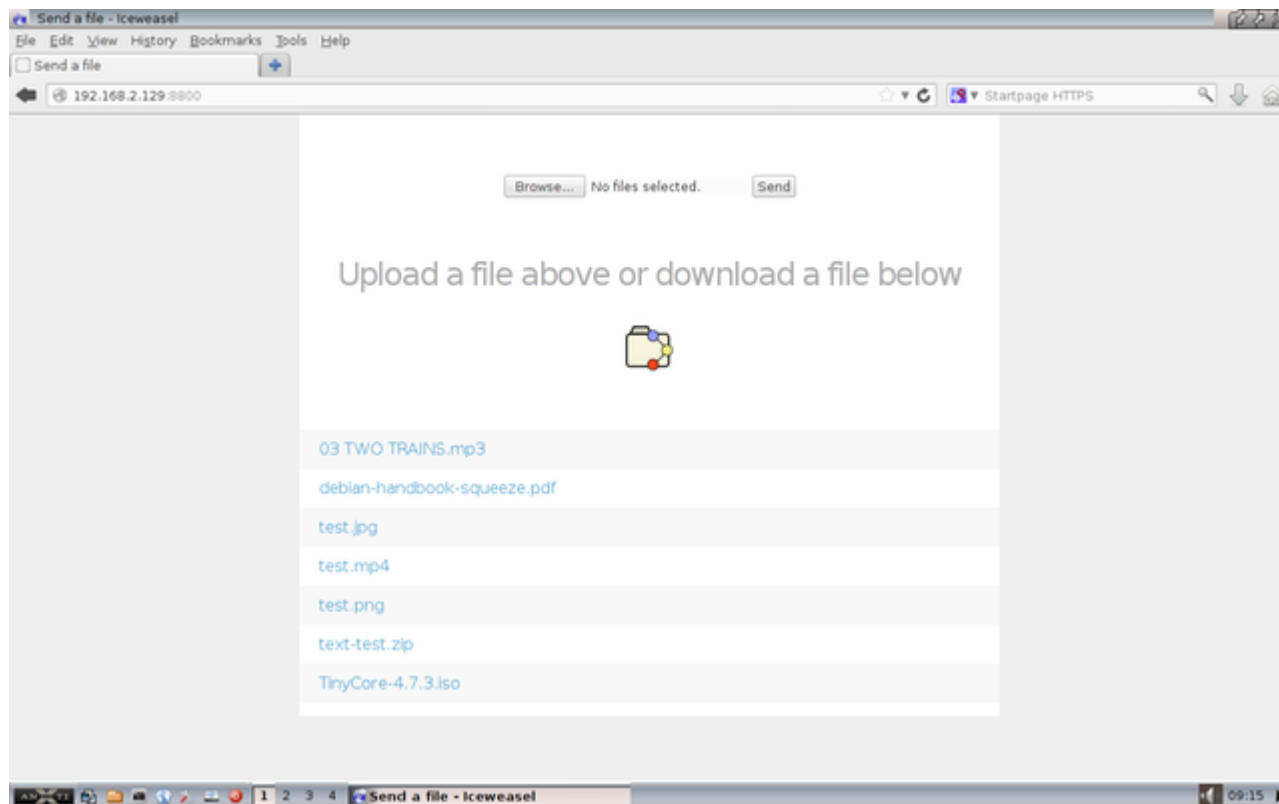 Send a file - Iceweasel
File Edit View History Bookmarks Tools Help
Send a file
192.168.2.129:8800
Startpage HTTPS
Browse... No files selected. Send
Upload a file above or download a file below
03 TWO TRAINS.mp3
debian-handbook-squeeze.pdf
test.jpg
test.mp4
test.png
text-test.zip
TinyCore-4.7.3.iso
1 2 3 4 Send a file - Iceweasel 09:15